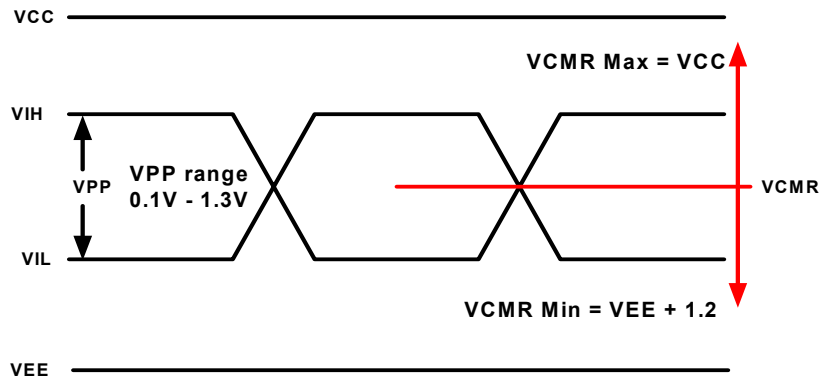 VCC
VCMR Max = VCC
VIH
VPP
VPP range
0.1V - 1.3V
VCMR
VIL
VCMR Min = VEE + 1.2
VEE